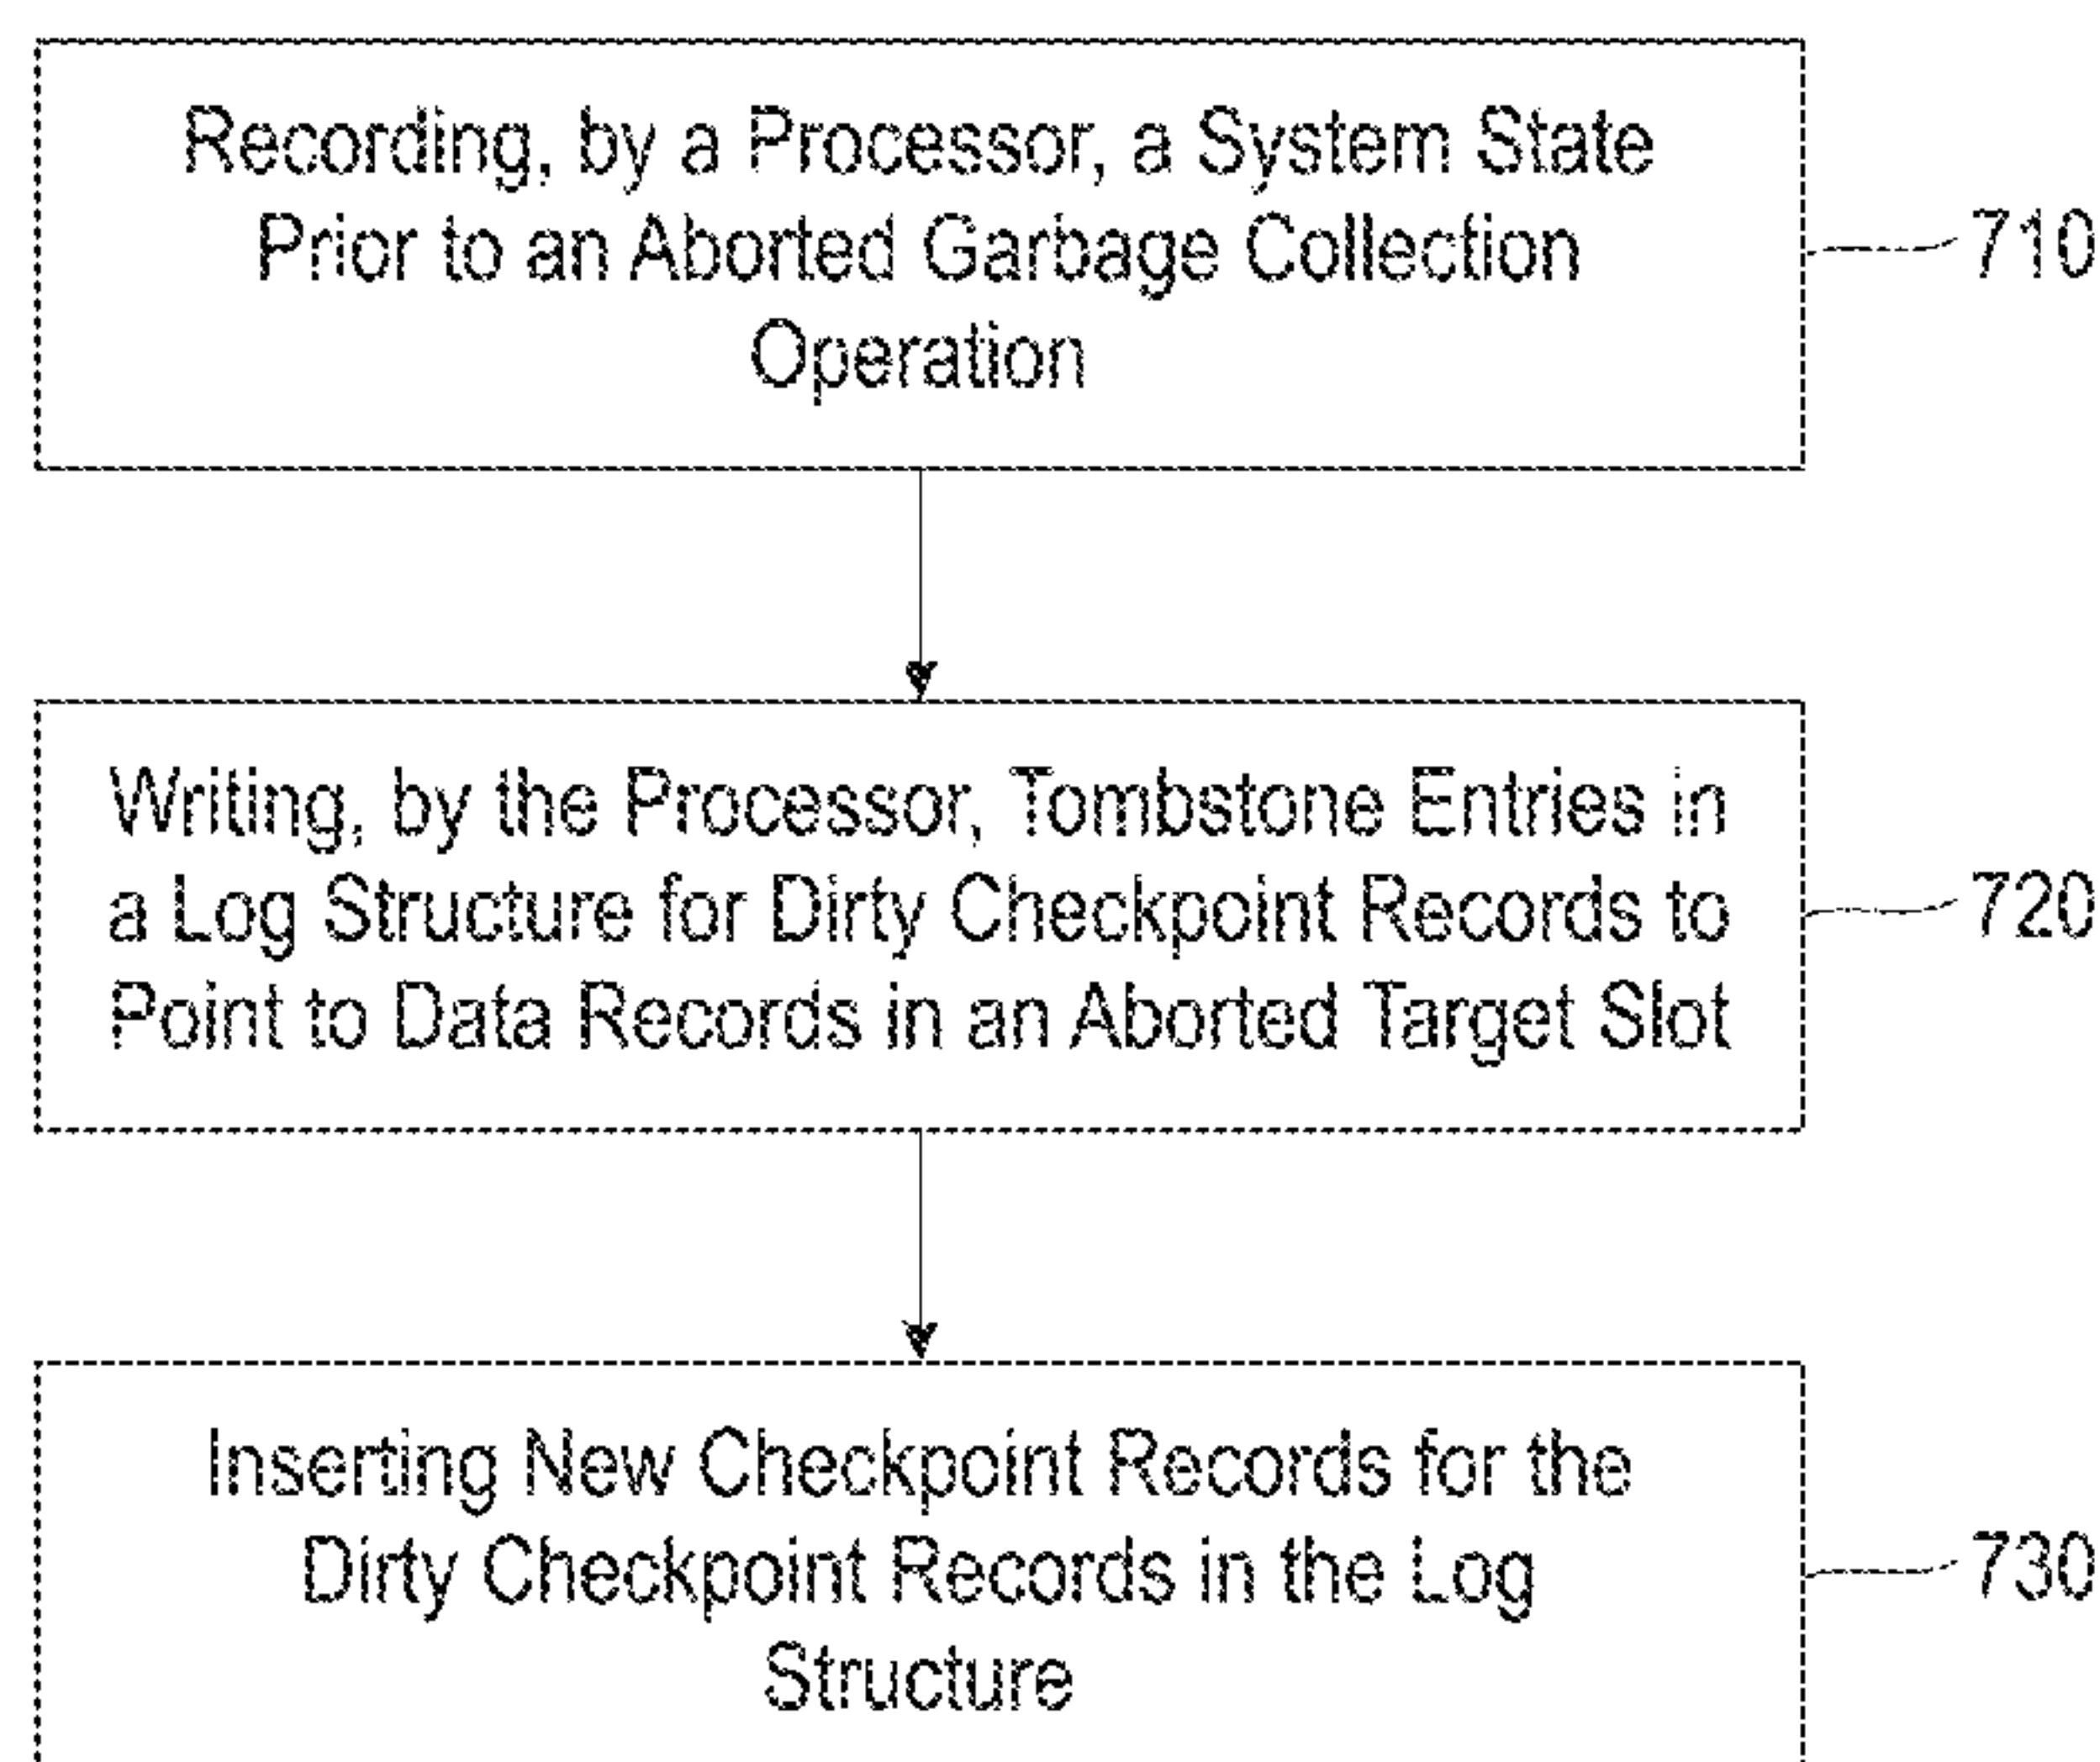 Recording, by a Processor, a System State
Prior to an Aborted Garbage Collection
Operation
710
Writing, by the Processor, Tombstone Entries in
a Log Structure for Dirty Checkpoint Records to
Point to Data Records in an Aborted Target Slot
720
Inserting New Checkpoint Records for the
Dirty Checkpoint Records in the Log
Structure
730